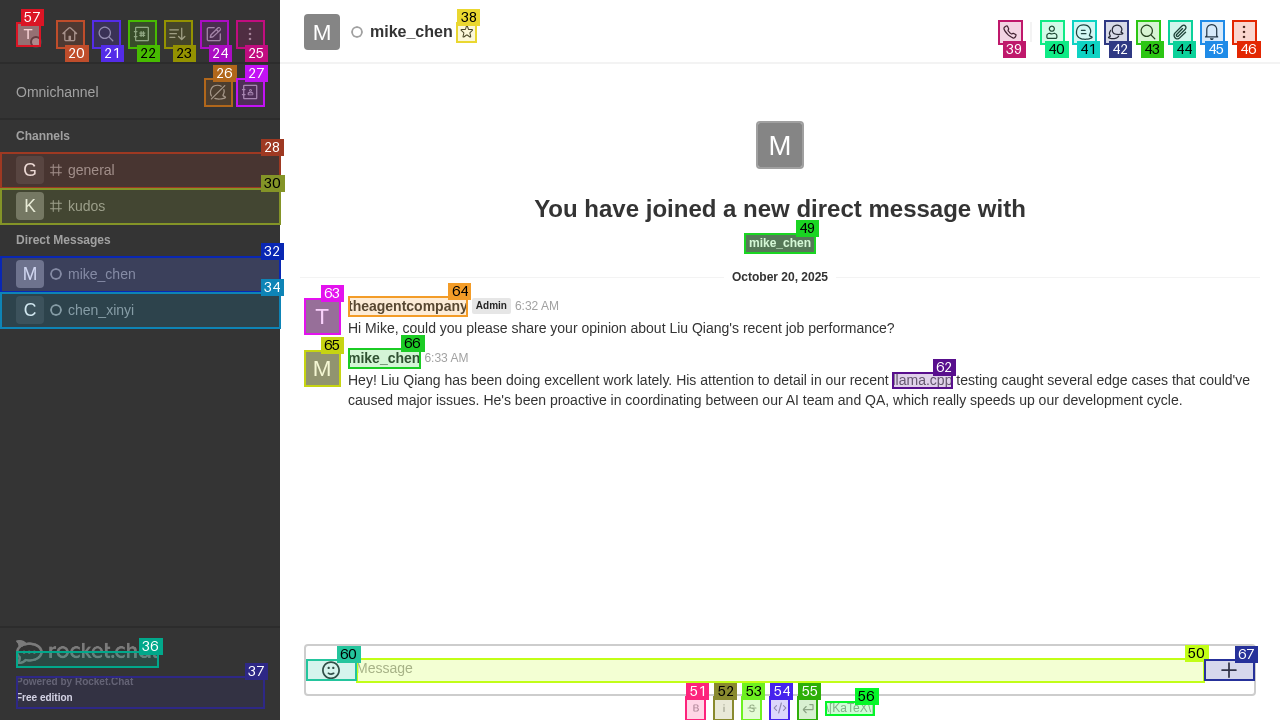 57
T
20
21
22
23
24
25
M
mike_chen
38
39
40
41
42
43
44
45
46
Omnichannel
26
27
Channels
28
G general
30
K kudos
Direct Messages
32
M mike_chen
34
C chen_xinyi
M
You have joined a new direct message with
49
mike_chen
October 20, 2025
63
T
64
theagentcompany Admin 6:32 AM
Hi Mike, could you please share your opinion about Liu Qiang's recent job performance?
65
M
66
mike_chen 6:33 AM
62
Hey! Liu Qiang has been doing excellent work lately. His attention to detail in our recent llama.cpp testing caught several edge cases that could've
caused major issues. He's been proactive in coordinating between our AI team and QA, which really speeds up our development cycle.
36
rocket.chat
37
Powered by Rocket.Chat
Free edition
60
50
67
Message
51
52
53
54
55
56
B
i
S
</>
\[KaTeX\]